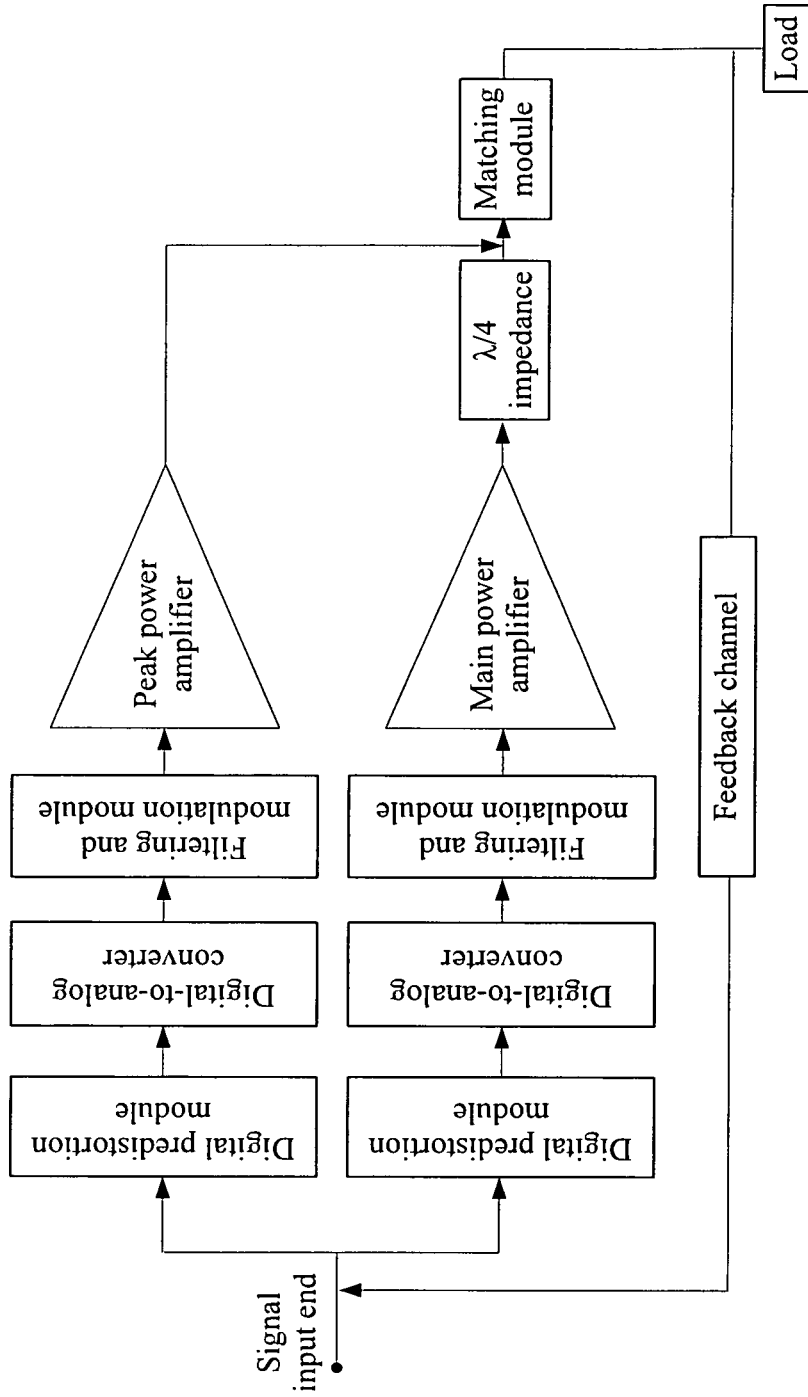 Signal
input end
Digital predistortion
module
Digital-to-analog
converter
Filtering and
modulation module
Peak power
amplifier
Digital predistortion
module
Digital-to-analog
converter
Filtering and
modulation module
Main power
amplifier
λ/4
impedance
Matching
module
Feedback channel
Load